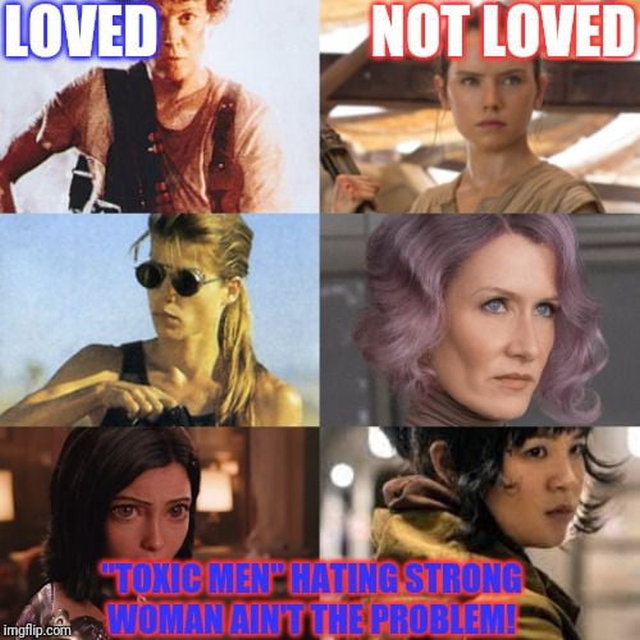 LOVED
NOT LOVED
"TOXIC MEN" HATING STRONG
WOMAN AIN'T THE PROBLEM!
imgflip.com